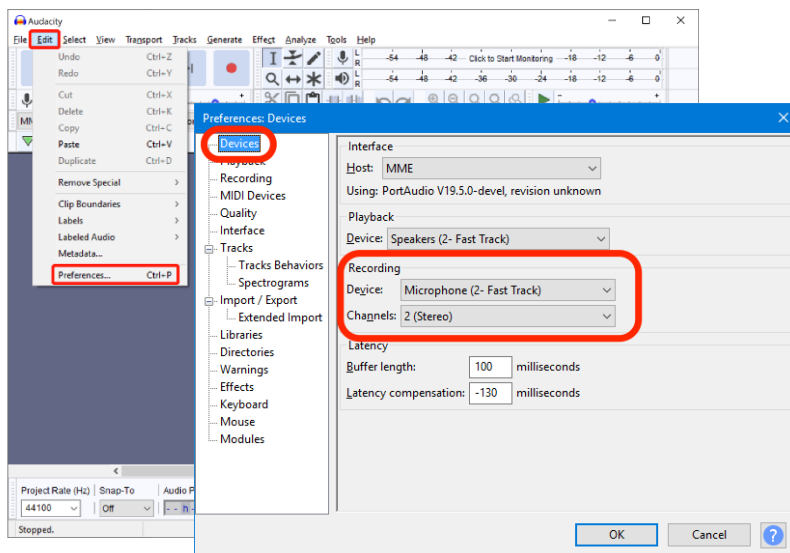 Audacity
File Edit Select View Transport Tracks Generate Effect Analyze Tools Help
Undo Ctrl+Z
Redo Ctrl+Y
Cut Ctrl+X
Delete Ctrl+K
Copy Ctrl+C
Paste Ctrl+V
Duplicate Ctrl+D
Remove Special >
Clip Boundaries >
Labels >
Labeled Audio >
Metadata...
Preferences... Ctrl+P
L R -54 -48 -42 Click to Start Monitoring -18 -12 -6 0
L R -54 -48 -42 -36 -30 -24 -18 -12 -6 0
Preferences: Devices
Devices
Playback
Recording
MIDI Devices
Quality
Interface
Tracks
Tracks Behaviors
Spectrograms
Import / Export
Extended Import
Libraries
Directories
Warnings
Effects
Keyboard
Mouse
Modules
Interface
Host: MME
Using: PortAudio V19.5.0-devel, revision unknown
Playback
Device: Speakers (2- Fast Track)
Recording
Device: Microphone (2- Fast Track)
Channels: 2 (Stereo)
Latency
Buffer length: 100 milliseconds
Latency compensation: -130 milliseconds
Project Rate (Hz) Snap-To Audio P
44100 Off - - h -
Stopped.
OK Cancel ?